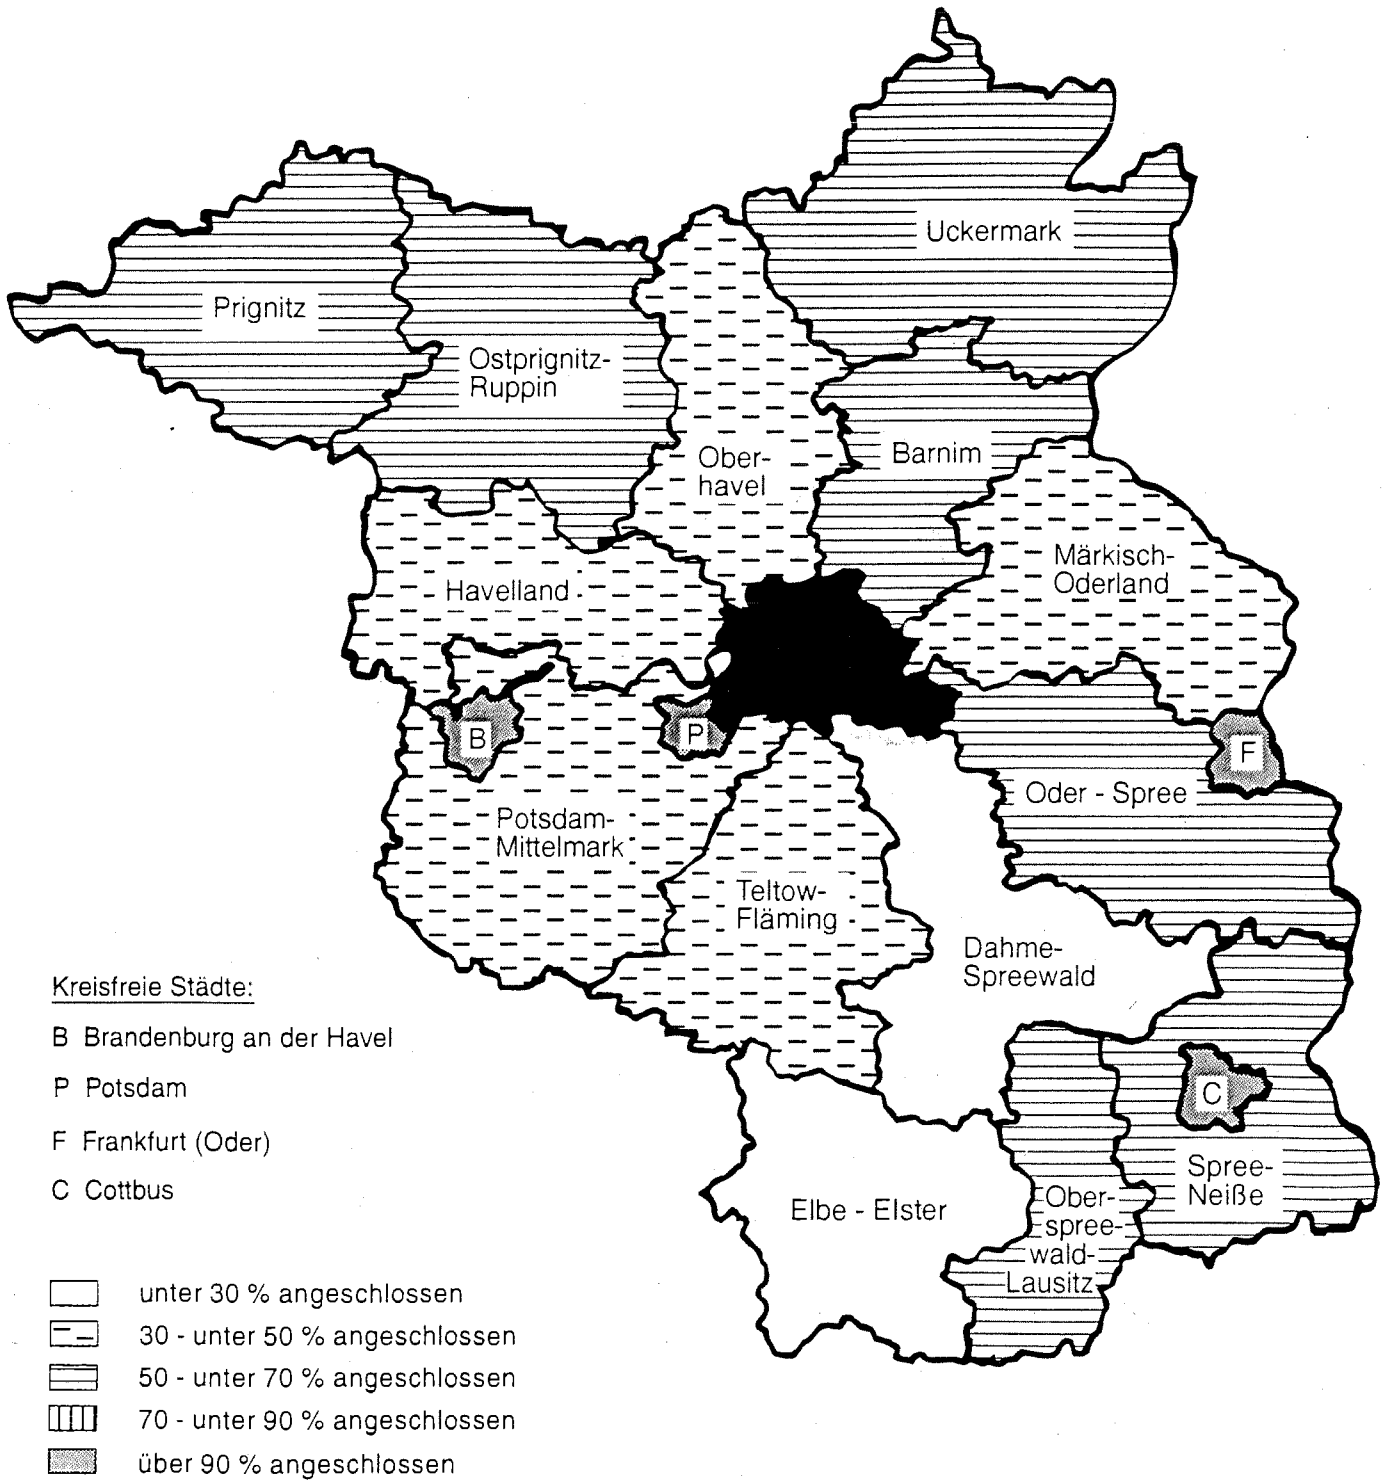 Uckermark
Prignitz
Ostprignitz-
Ruppin
Ober-
havel
Barnim
Märkisch-
Oderland
Havelland
B
P
F
Oder - Spree
Potsdam-
Mittelmark
Teltow-
Fläming
Dahme-
Spreewald
C
Spree-
Neiße
Elbe - Elster
Ober-
spree-
wald-
Lausitz
Kreisfreie Städte:
B Brandenburg an der Havel
P Potsdam
F Frankfurt (Oder)
C Cottbus
unter 30 % angeschlossen
30 - unter 50 % angeschlossen
50 - unter 70 % angeschlossen
70 - unter 90 % angeschlossen
über 90 % angeschlossen